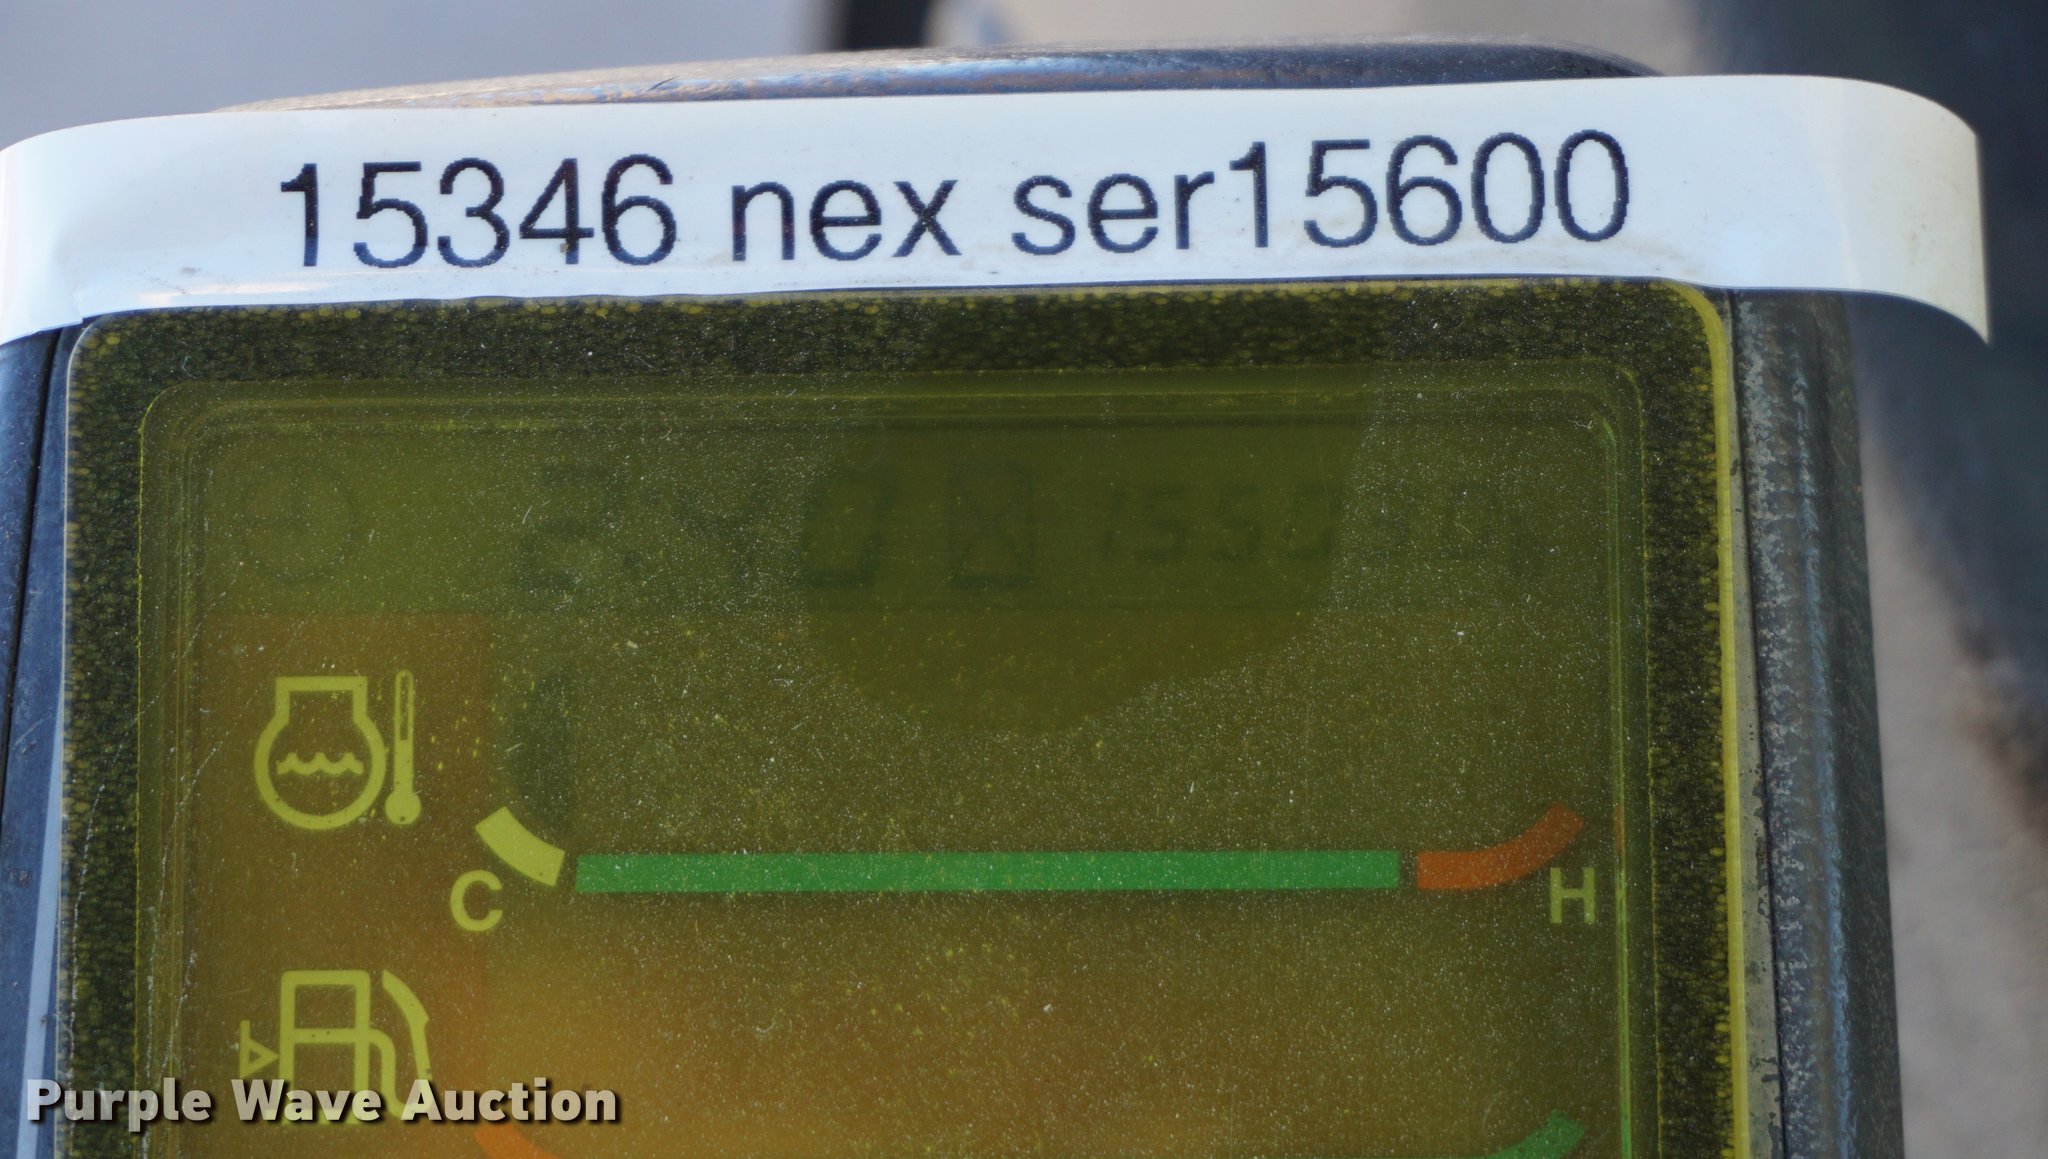 15346 nex ser15600
C
H
Purple Wave Auction